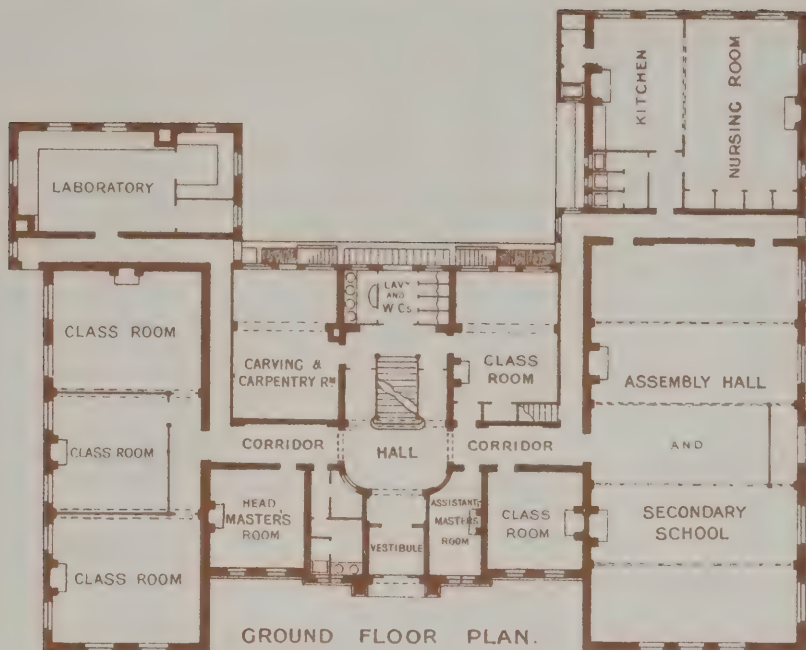 KITCHEN
NURSING ROOM
LABORATORY
LAVY
AND
W.Cs
CLASS ROOM
CARVING &
CARPENTRY RM
CLASS
ROOM
ASSEMBLY HALL
CLASS ROOM
CORRIDOR
HALL
CORRIDOR
AND
HEAD
MASTER'S
ROOM
VESTIBULE
ASSISTANT
MASTER'S
ROOM
CLASS
ROOM
SECONDARY
SCHOOL
CLASS ROOM
GROUND FLOOR PLAN.